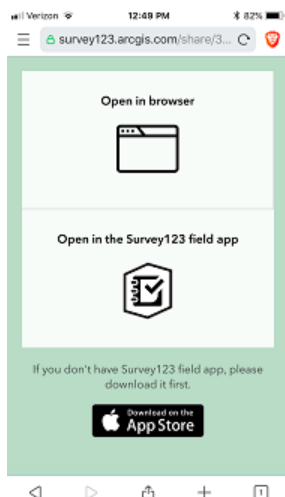 Verizon 12:49 PM 82%
survey123.arcgis.com/share/3...
Open in browser
Open in the Survey123 field app
If you don't have Survey123 field app, please
download it first.
Download on the
App Store
1